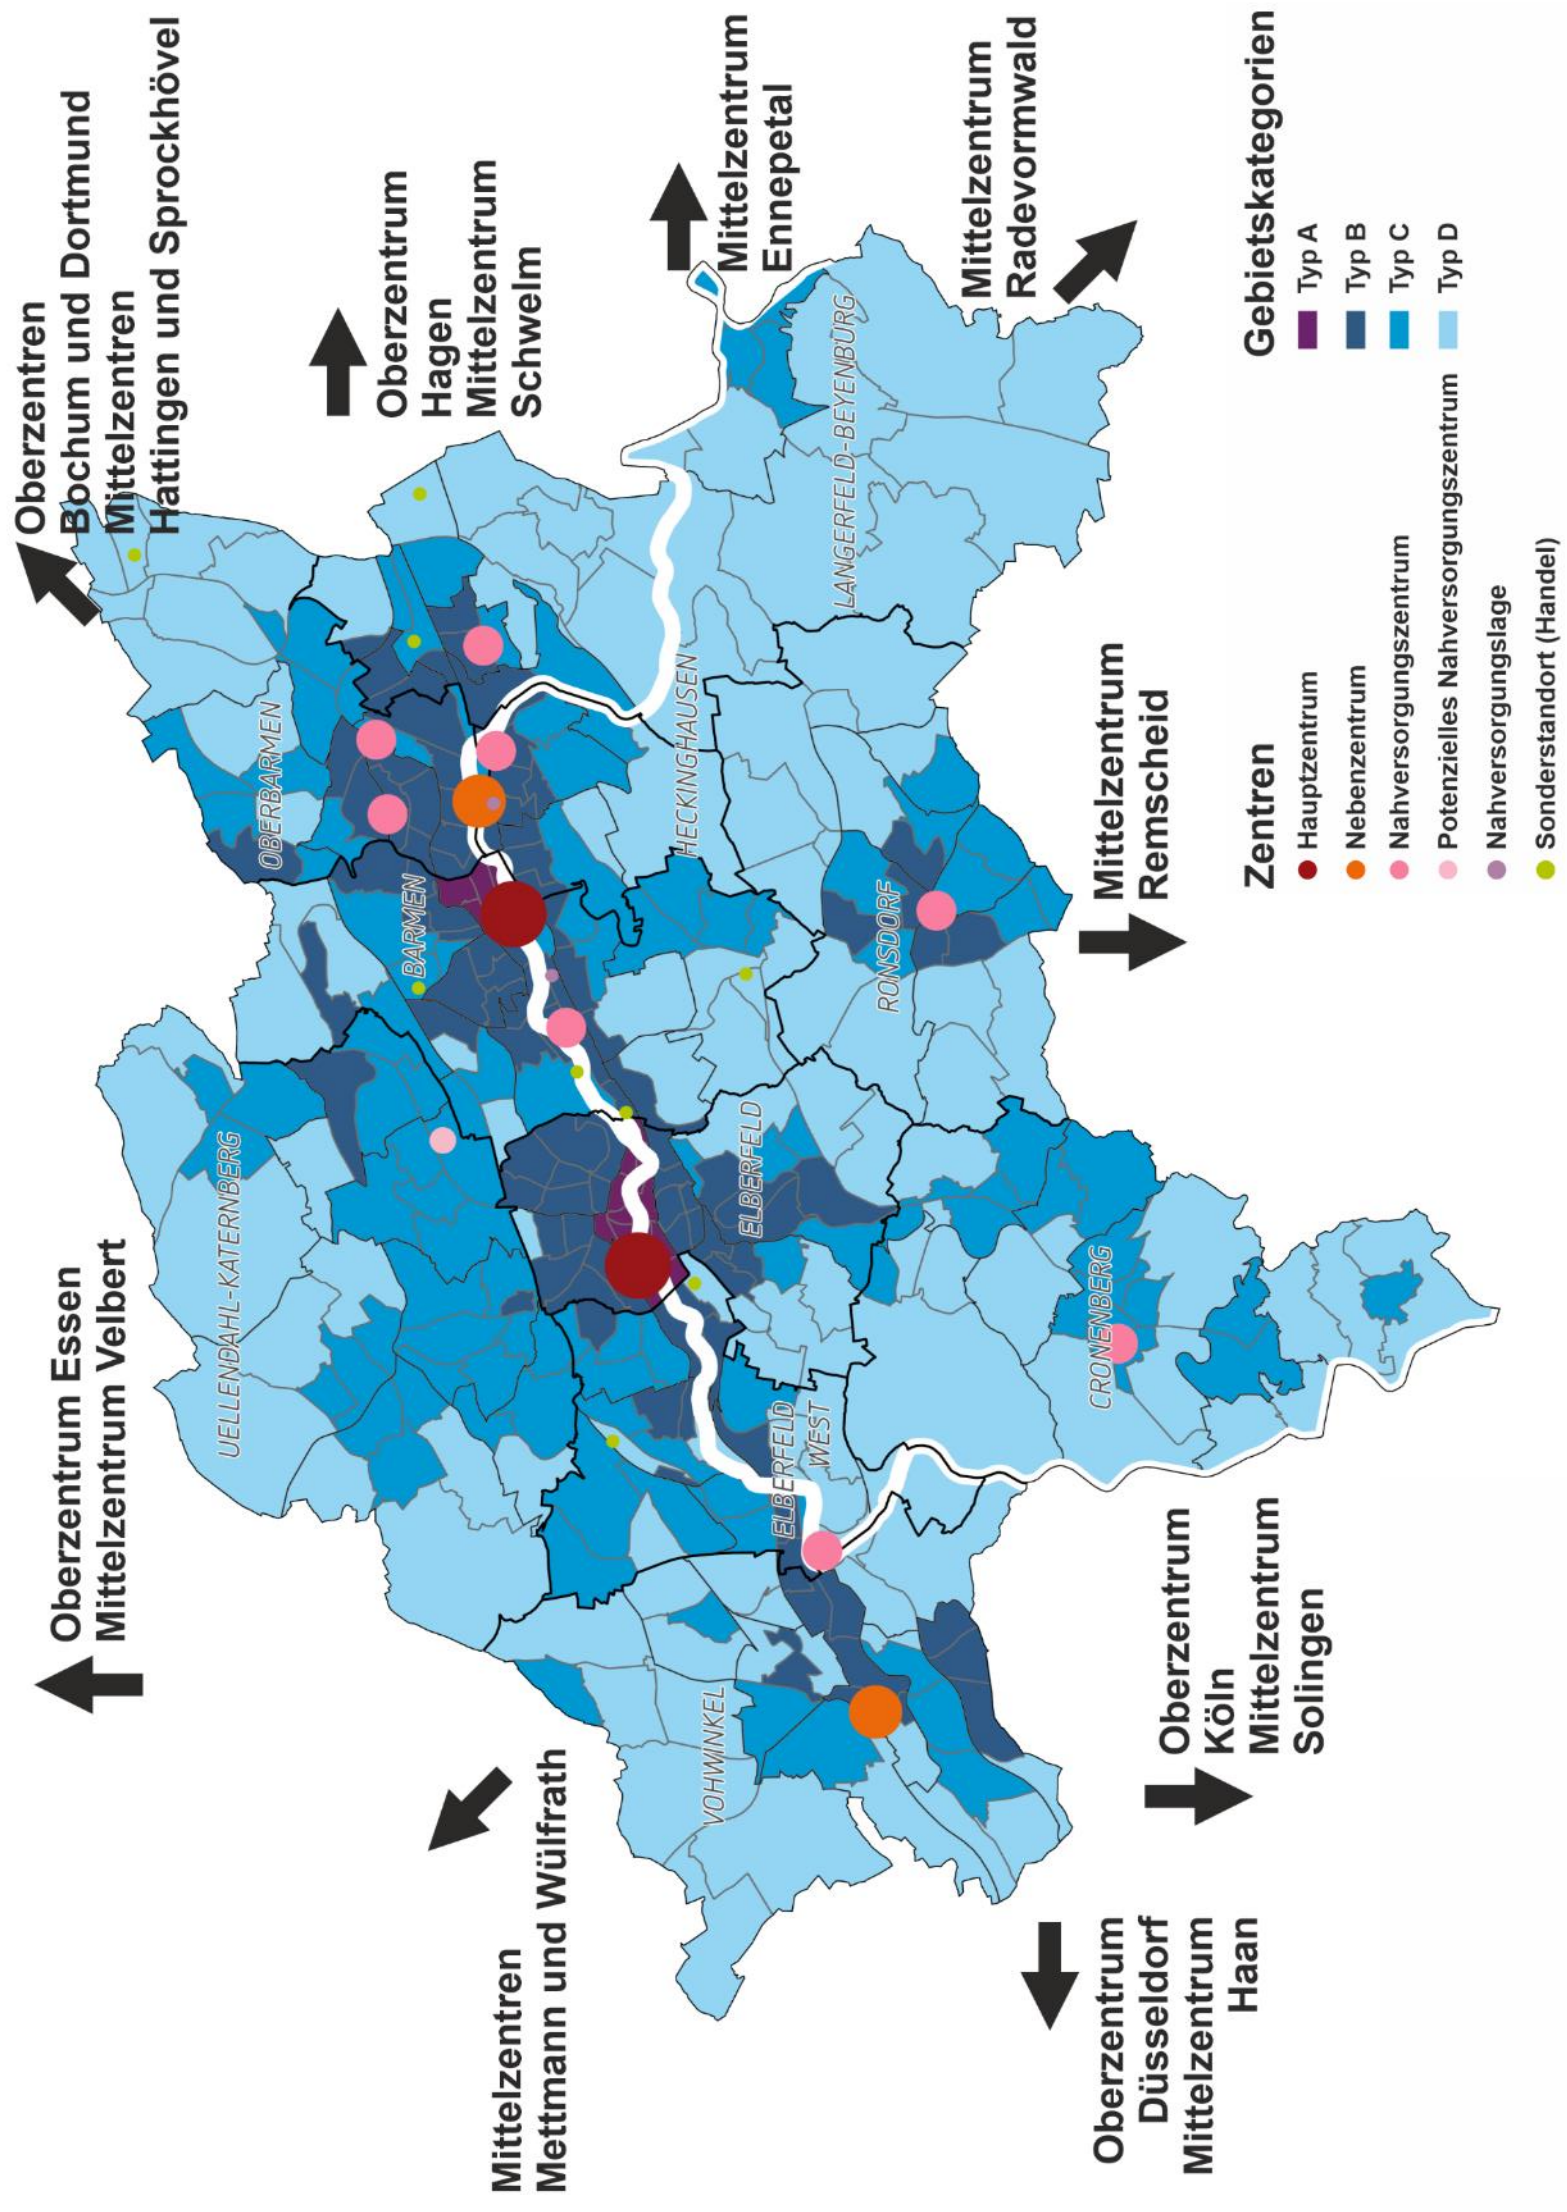 Oberzentren
Bochum und Dortmund
Mittelzentren
Hattingen und Sprockhövel
Oberzentrum Essen
Mittelzentrum Velbert
Oberzentrum
Hagen
Mittelzentrum
Schwelm
Mittelzentren
Mettmann und Wülfrath
Mittelzentrum
Ennepetal
UELLENDAHL-KATERNBERG
OBERBARMEN
BARMEN
HECKINGHAUSEN
LANGERFELD-BEYENBURG
VOHWINKEL
ELBERFELD
WEST
ELBERFELD
RONSDORF
CRONENBERG
Mittelzentrum
Radevormwald
Oberzentrum
Düsseldorf
Mittelzentrum
Haan
Oberzentrum
Köln
Mittelzentrum
Solingen
Mittelzentrum
Remscheid
Zentren
Hauptzentrum
Nebenzentrum
Nahversorgungszentrum
Potenzielles Nahversorgungszentrum
Nahversorgungslage
Sonderstandort (Handel)
Gebietskategorien
Typ A
Typ B
Typ C
Typ D